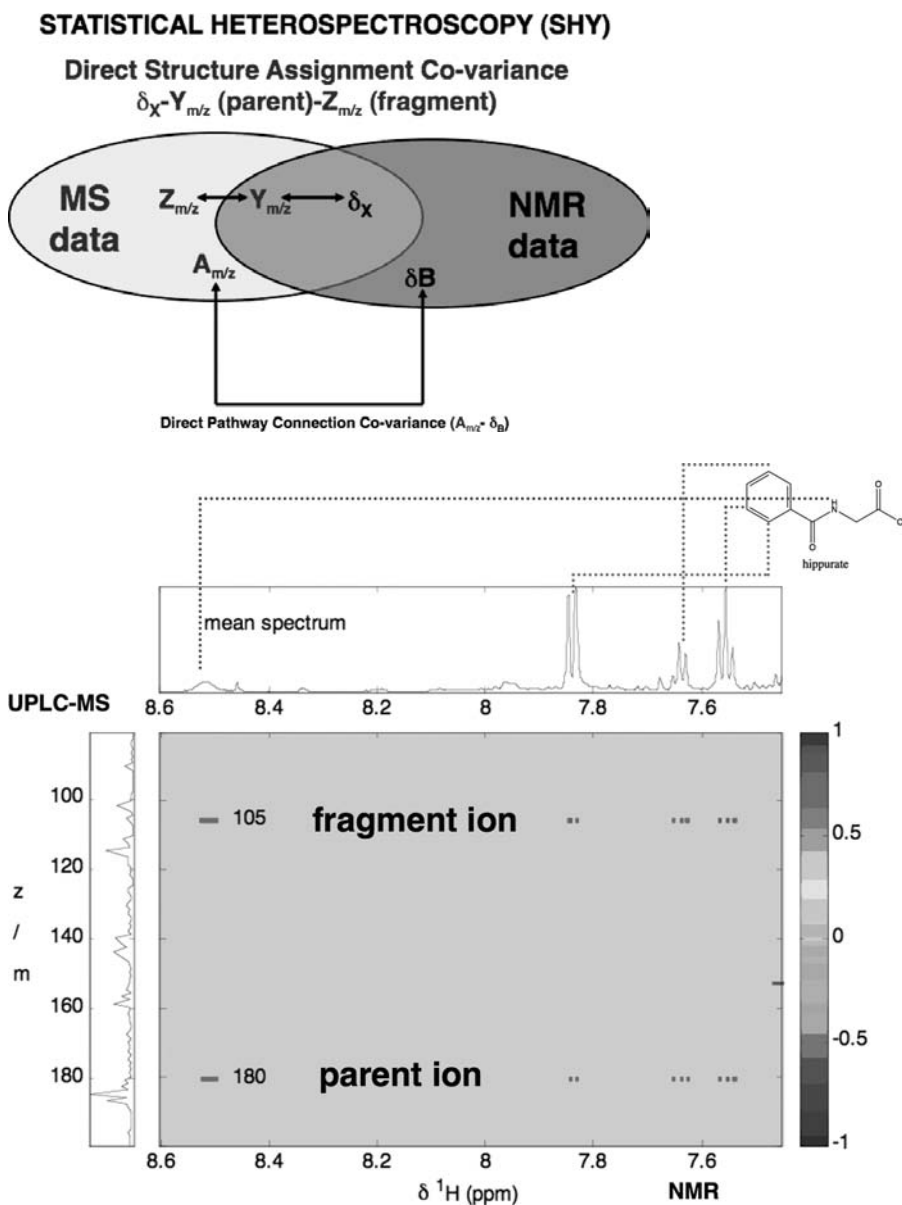 STATISTICAL HETEROSPECTROSCOPY (SHY)
Direct Structure Assignment Co-variance
δX-Ym/z (parent)-Zm/z (fragment)
MS
data
Zm/z
Ym/z
δX
NMR
data
Am/z
δB
Direct Pathway Connection Co-variance (Am/z- δB)
H
N
O
O
O
hippurate
mean spectrum
UPLC-MS
8.6
8.4
8.2
8
7.8
7.6
100
120
z
/
140
m
160
180
105
fragment ion
180
parent ion
1
0.5
0
-0.5
-1
8.6
8.4
8.2
8
7.8
7.6
δ 1H (ppm)
NMR